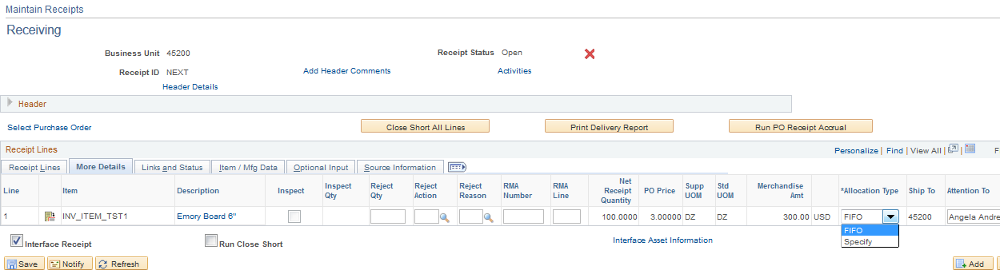 Maintain Receipts
Receiving
Business Unit 45200 Receipt Status Open
Receipt ID NEXT Add Header Comments Activities
Header Details
Header
Select Purchase Order Close Short All Lines Print Delivery Report Run PO Receipt Accrual
Receipt Lines Personalize | Find | View All | F
Receipt Lines More Details Links and Status Item / Mfg Data Optional Input Source Information
Line Item Description Inspect Inspect Qty Reject Qty Reject Action Reject Reason RMA Number RMA Line Net Receipt Quantity PO Price Supp UOM Std UOM Merchandise Amt *Allocation Type Ship To Attention To
1 INV_ITEM_TST1 Emory Board 6" 100.0000 3.00000 DZ DZ 300.00 USD FIFO 45200 Angela Andre
FIFO
Specify
Interface Receipt Run Close Short Interface Asset Information
Save Notify Refresh Add